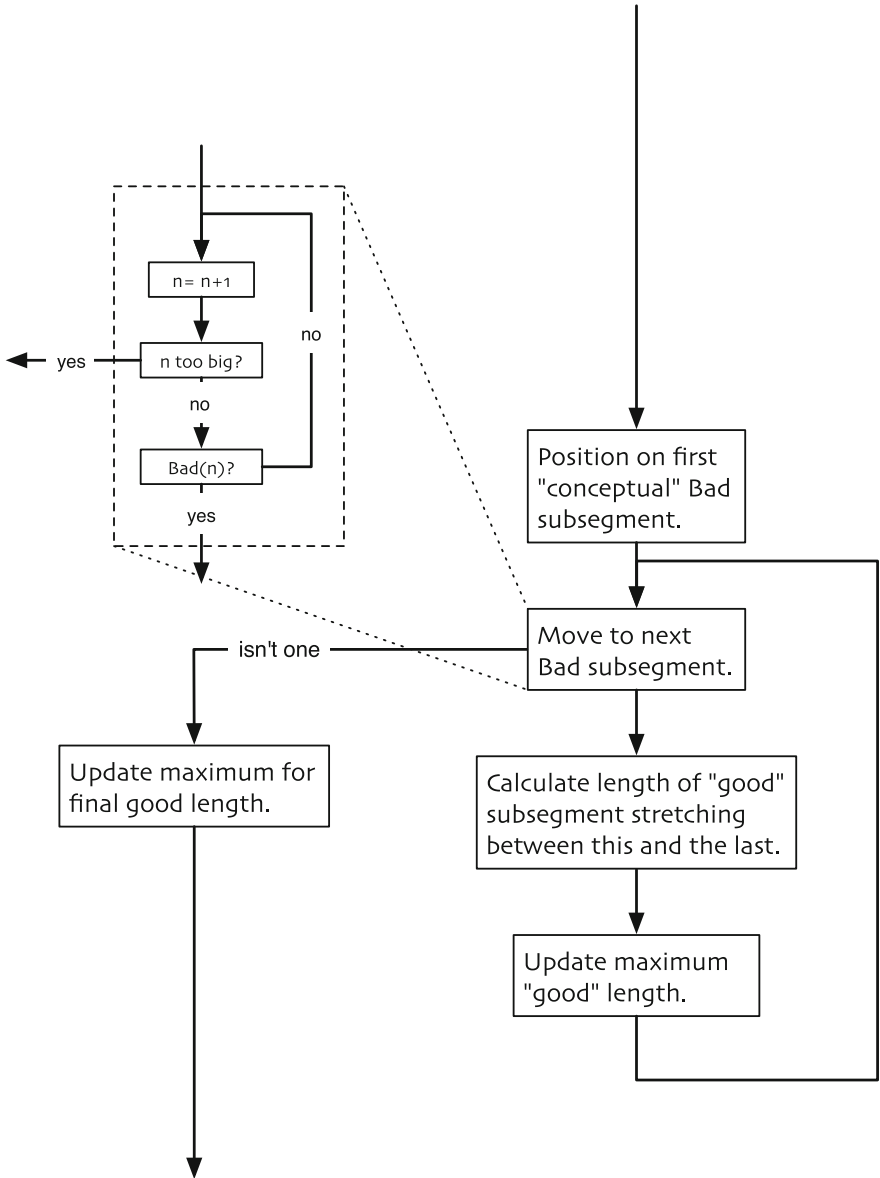 n= n+1
no
yes
n too big?
no
Bad(n)?
yes
Position on first
"conceptual" Bad
subsegment.
isn't one
Move to next
Bad subsegment.
Update maximum for
final good length.
Calculate length of "good"
subsegment stretching
between this and the last.
Update maximum
"good" length.